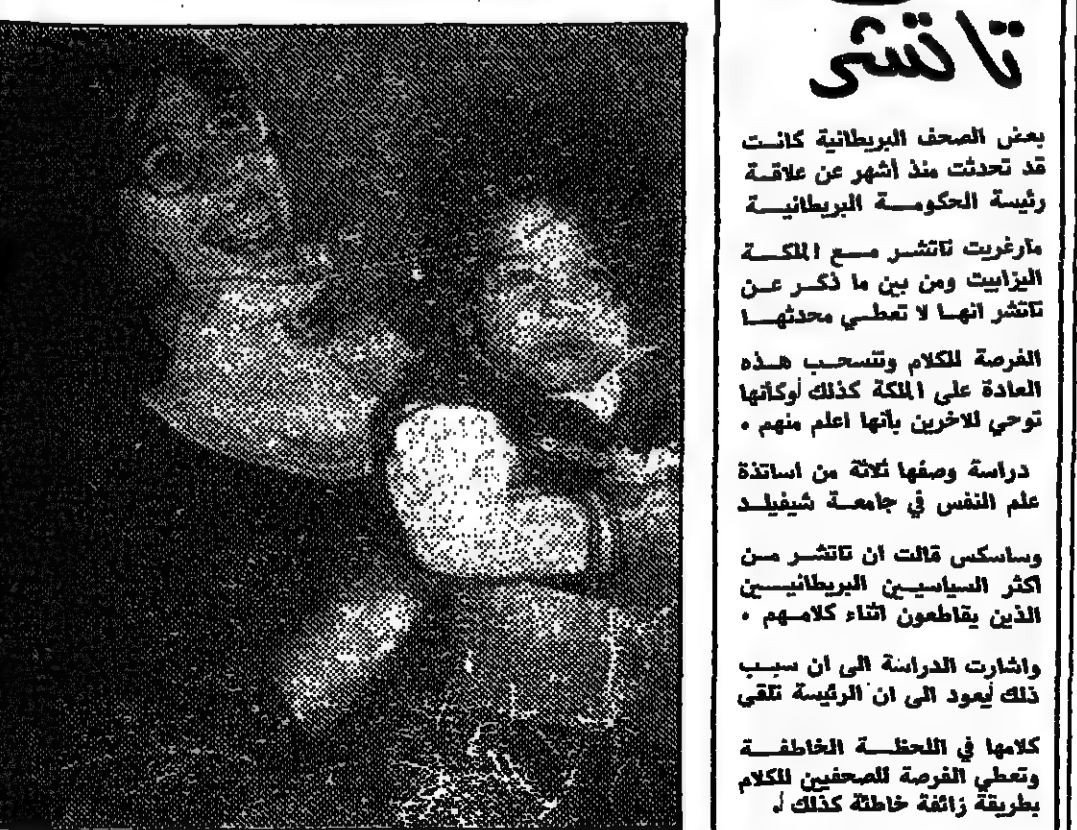 تاتشر
بعض الصحف البريطانية كانت
قد تحدثت منذ أشهر عن علاقة
رئيسة الحكومة البريطانية
مارغريت تاتشر مع الملكة
اليزابيت ومن بين ما ذكر عن
تاتشر انها لا تعطي محدثها
الفرصة للكلام وتنسحب هذه
العادة على الملكة كذلك وكأنها
توحي للاخرين بأنها اعلم منهم .
دراسة وصفها ثلاثة من اساتذة
علم النفس في جامعة شيفيلد
وساسكس قالت ان تاتشر من
اكثر السياسيين البريطانيين
الذين يقاطعون اثناء كلامهم .
واشارت الدراسة الى ان سبب
ذلك يعود الى ان الرئيسة تلقي
كلامها في اللحظة الخاطفة
وتعطي الفرصة للصحفيين للكلام
بطريقة زائفة خاطئة كذلك .